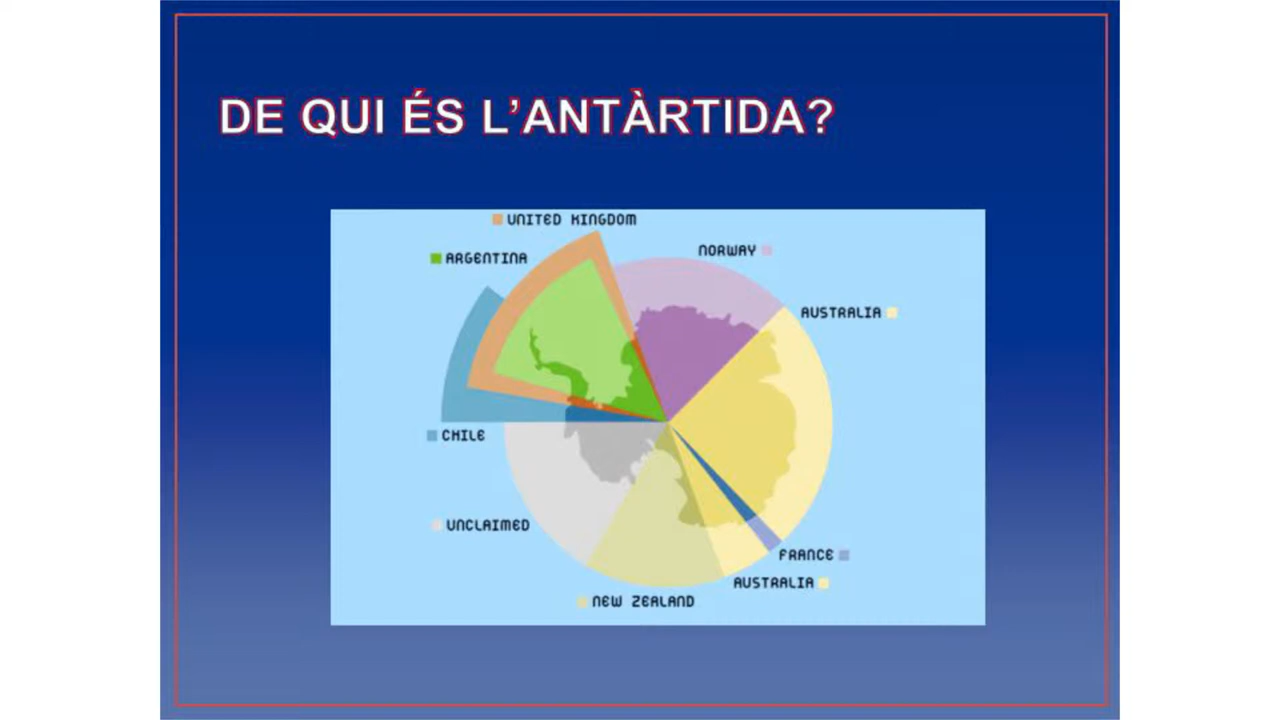 DE QUI ÉS L’ANTÀRTIDA?
UNITED KINGDOM
NORWAY
ARGENTINA
AUSTRALIA
CHILE
UNCLAIMED
FRANCE
AUSTRALIA
NEW ZEALAND